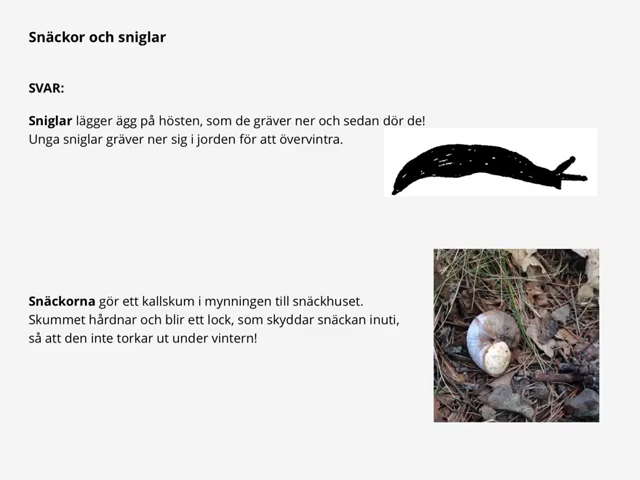 Snäckor och sniglar
SVAR:
Sniglar lägger ägg på hösten, som de gräver ner och sedan dör de!
Unga sniglar gräver ner sig i jorden för att övervintra.
Snäckorna gör ett kallskum i mynningen till snäckhuset.
Skummet hårdnar och blir ett lock, som skyddar snäckan inuti,
så att den inte torkar ut under vintern!